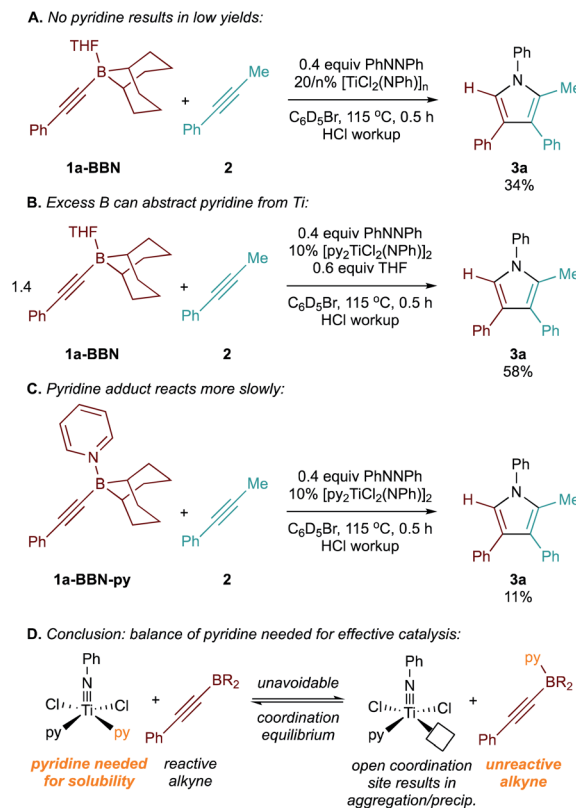 A. No pyridine results in low yields:
THF
B
Ph
1a-BBN
+
Me
2
0.4 equiv PhNNPh
20/n% [TiCl2(NPh)]n
C6D5Br, 115 °C, 0.5 h
HCl workup
Ph
N
H
Me
Ph
Ph
3a
34%
B. Excess B can abstract pyridine from Ti:
1.4
THF
B
Ph
1a-BBN
+
Me
2
0.4 equiv PhNNPh
10% [py2TiCl2(NPh)]2
0.6 equiv THF
C6D5Br, 115 °C, 0.5 h
HCl workup
Ph
N
H
Me
Ph
Ph
3a
58%
C. Pyridine adduct reacts more slowly:
N
B
Ph
1a-BBN-py
+
Me
2
0.4 equiv PhNNPh
10% [py2TiCl2(NPh)]2
C6D5Br, 115 °C, 0.5 h
HCl workup
Ph
N
H
Me
Ph
Ph
3a
11%
D. Conclusion: balance of pyridine needed for effective catalysis:
Ph
N
Cl
Ti
Cl
py
py
pyridine needed
for solubility
+
BR2
Ph
reactive
alkyne
unavoidable
coordination
equilibrium
Ph
N
Cl
Ti
Cl
py
open coordination
site results in
aggregation/precip.
+
py
BR2
Ph
unreactive
alkyne